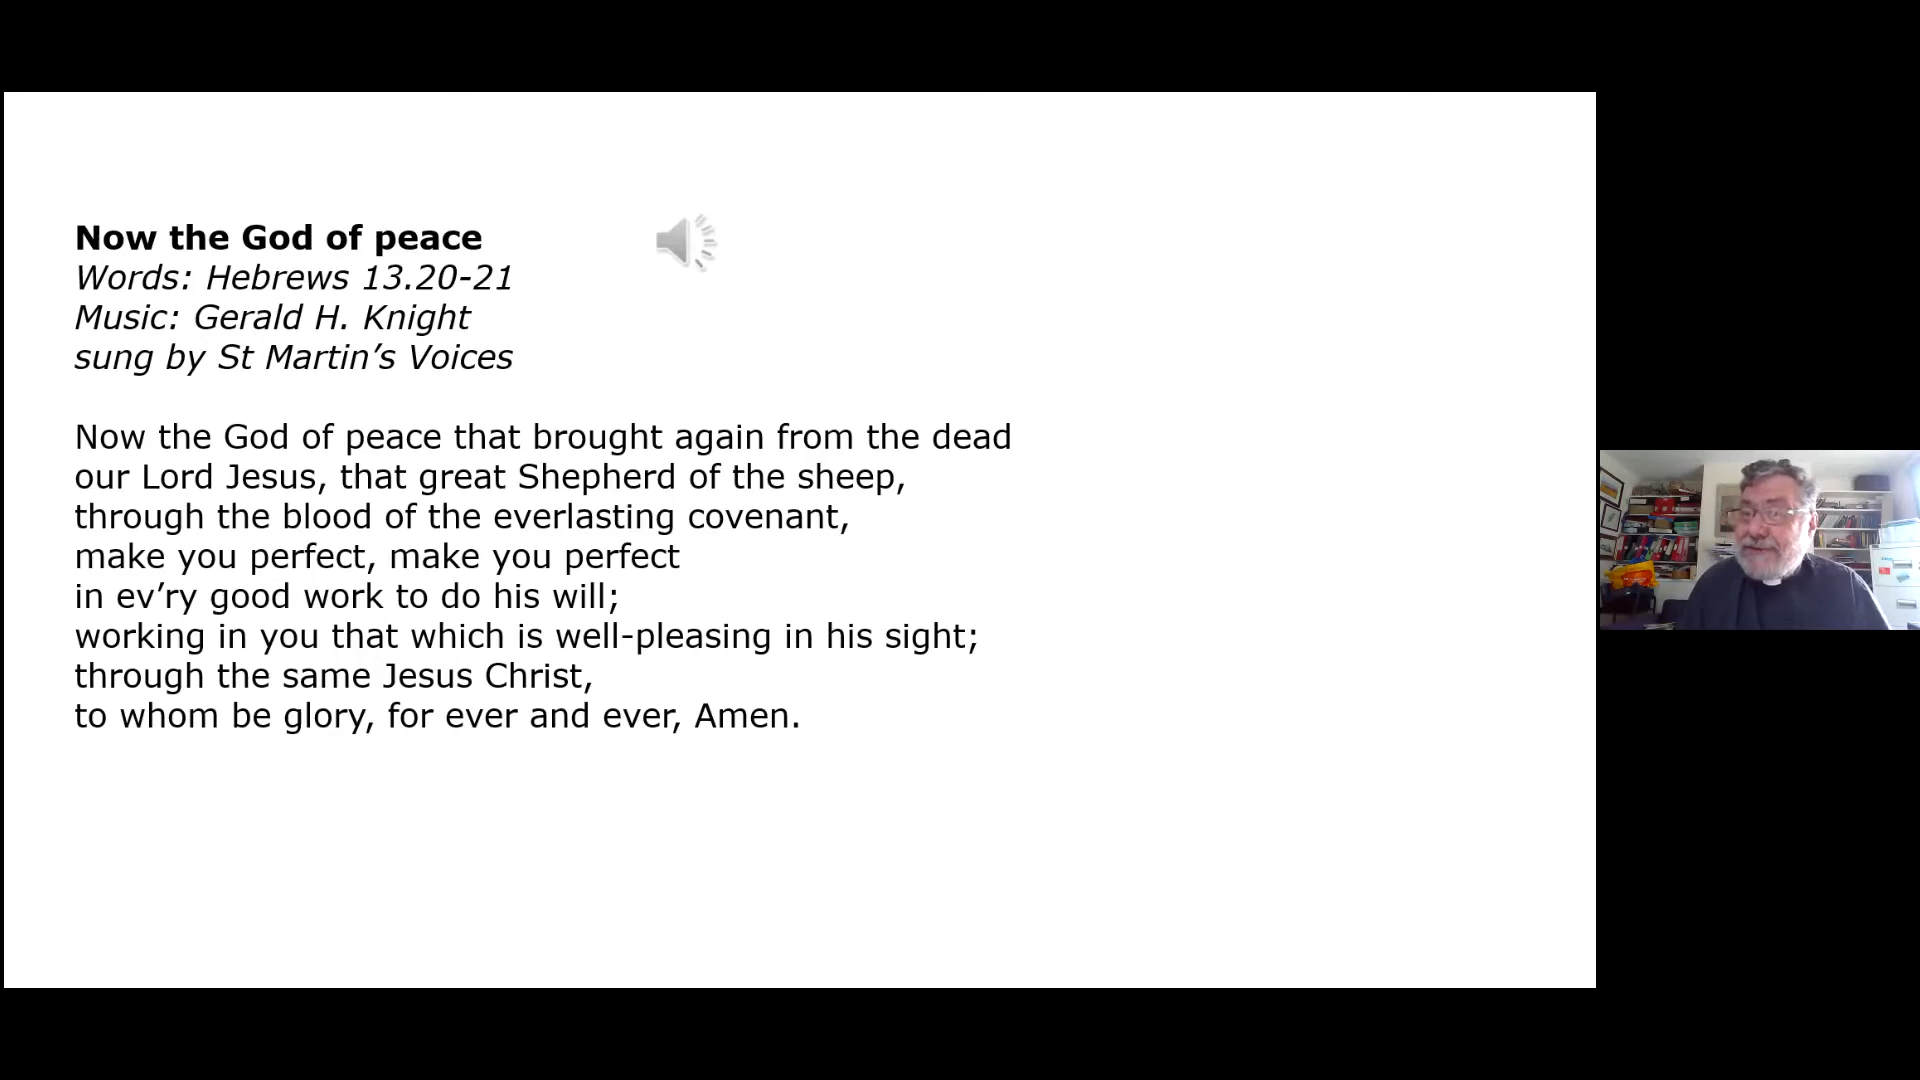 Now the God of peace
Words: Hebrews 13.20-21
Music: Gerald H. Knight
sung by St Martin’s Voices
Now the God of peace that brought again from the dead
our Lord Jesus, that great Shepherd of the sheep,
through the blood of the everlasting covenant,
make you perfect, make you perfect
in ev’ry good work to do his will;
working in you that which is well-pleasing in his sight;
through the same Jesus Christ,
to whom be glory, for ever and ever, Amen.